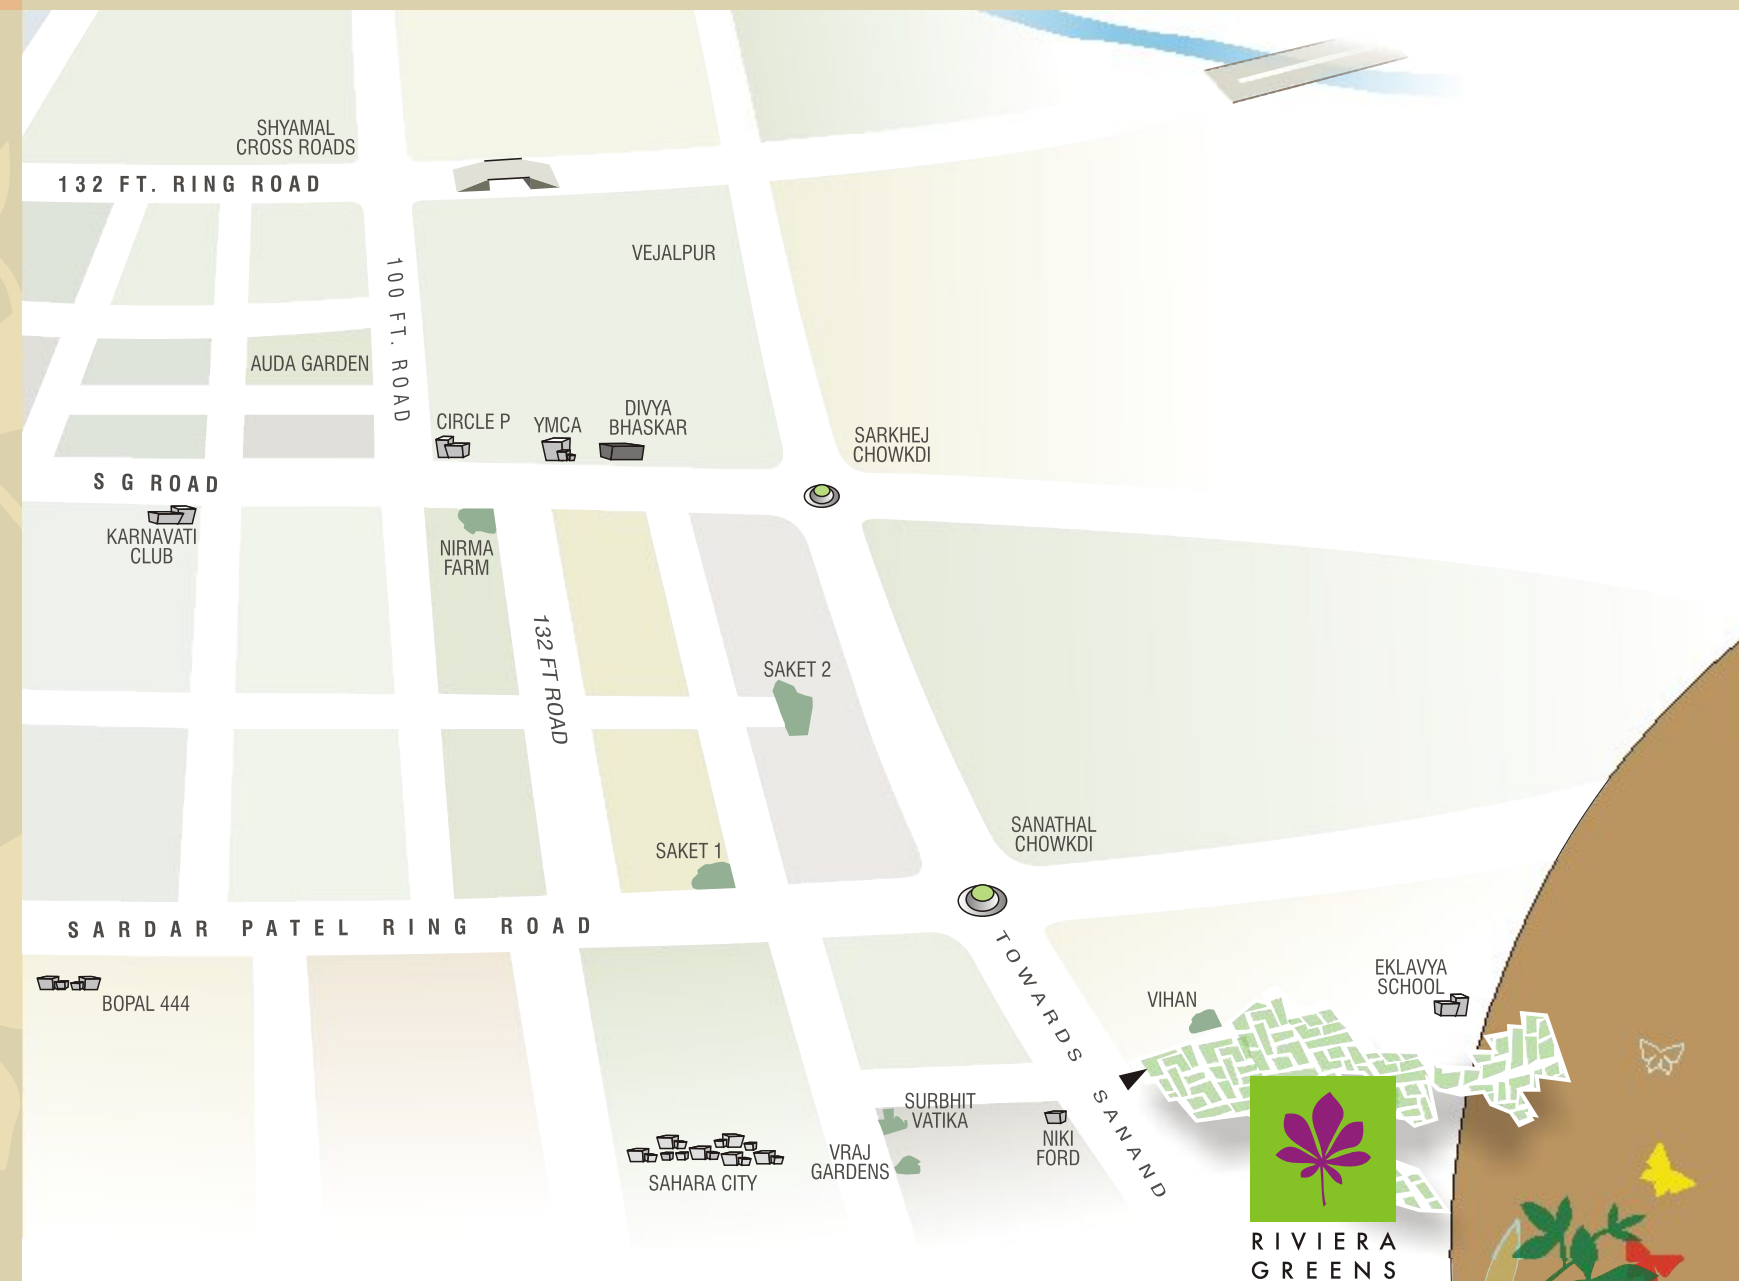 SHYAMAL
CROSS ROADS
132 FT. RING ROAD
VEJALPUR
100 FT. ROAD
AUDA GARDEN
CIRCLE P
YMCA
DIVYA
BHASKAR
SARKHEJ
CHOWKDI
S G ROAD
KARNAVATI
CLUB
NIRMA
FARM
132 FT ROAD
SAKET 2
SANATHAL
CHOWKDI
SAKET 1
SARDAR PATEL RING ROAD
TOWARDS SANAND
BOPAL 444
VIHAN
EKLAVYA
SCHOOL
SURBHIT
VATIKA
NIKI
FORD
VRAJ
GARDENS
SAHARA CITY
RIVIERA
GREENS